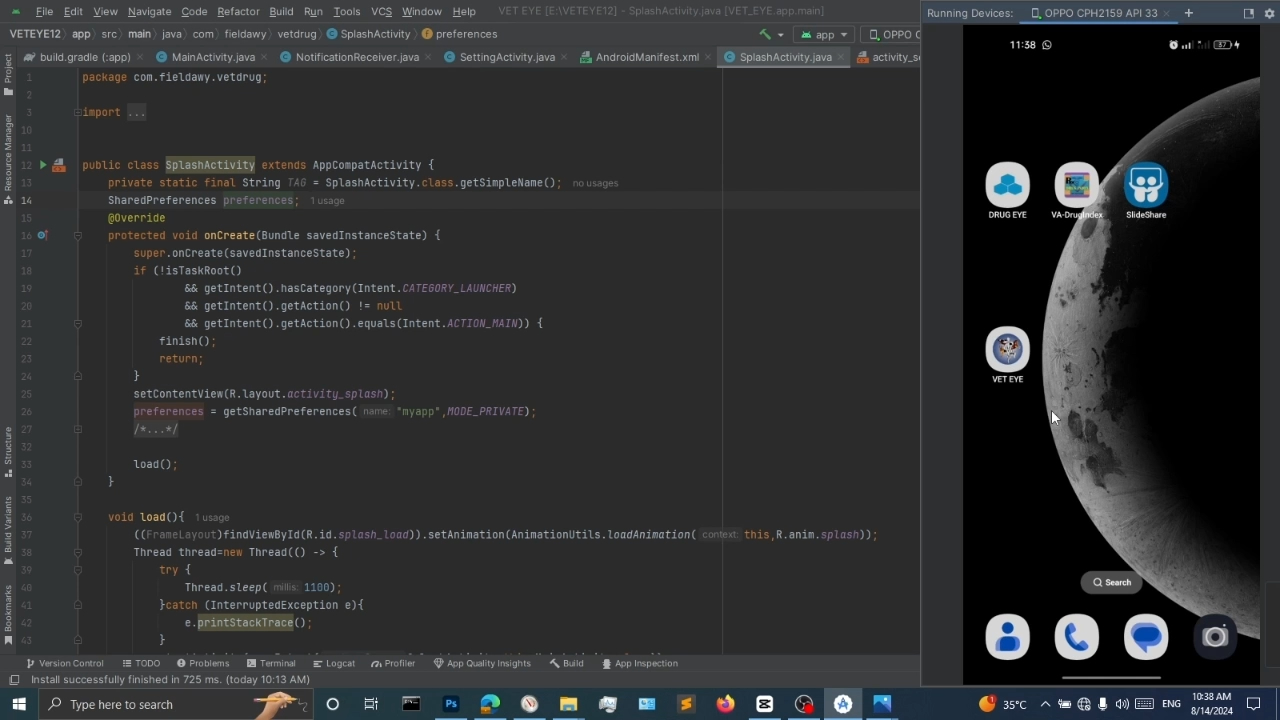 File Edit View Navigate Code Refactor Build Run Tools VCS Window Help VET EYE [E:\VETEYE12] - SplashActivity.java [VET_EYE.app.main]
Running Devices: OPPO CPH2159 API 33
VETEYE12 app src main java com fieldawy vetdrug SplashActivity preferences app OPPO C
build.gradle (:app) MainActivity.java NotificationReceiver.java SettingActivity.java AndroidManifest.xml SplashActivity.java activity_s
Project
Resource Manager
Structure
Build Variants
Bookmarks
1 package com.fieldawy.vetdrug;
2
3 import ...
10
11
12 public class SplashActivity extends AppCompatActivity {
13 private static final String TAG = SplashActivity.class.getSimpleName(); no usages
14 SharedPreferences preferences; 1 usage
15 @Override
16 protected void onCreate(Bundle savedInstanceState) {
17 super.onCreate(savedInstanceState);
18 if (!isTaskRoot()
19 && getIntent().hasCategory(Intent.CATEGORY_LAUNCHER)
20 && getIntent().getAction() != null
21 && getIntent().getAction().equals(Intent.ACTION_MAIN)) {
22 finish();
23 return;
24 }
25 setContentView(R.layout.activity_splash);
26 preferences = getSharedPreferences( name: "myapp",MODE_PRIVATE);
27 /*...*/
32
33 load();
34 }
35
36 void load(){ 1 usage
37 ((FrameLayout)findViewById(R.id.splash_load)).setAnimation(AnimationUtils.loadAnimation( context: this,R.anim.splash));
38 Thread thread=new Thread(() -> {
39 try {
40 Thread.sleep( millis: 1100);
41 }catch (InterruptedException e){
42 e.printStackTrace();
43 }
11:38 87
DRUG EYE VA-DrugIndex SlideShare
VET EYE
Search
Version Control TODO Problems Terminal Logcat Profiler App Quality Insights Build App Inspection
Install successfully finished in 725 ms. (today 10:13 AM)
Type here to search 35°C ENG 10:38 AM
8/14/2024